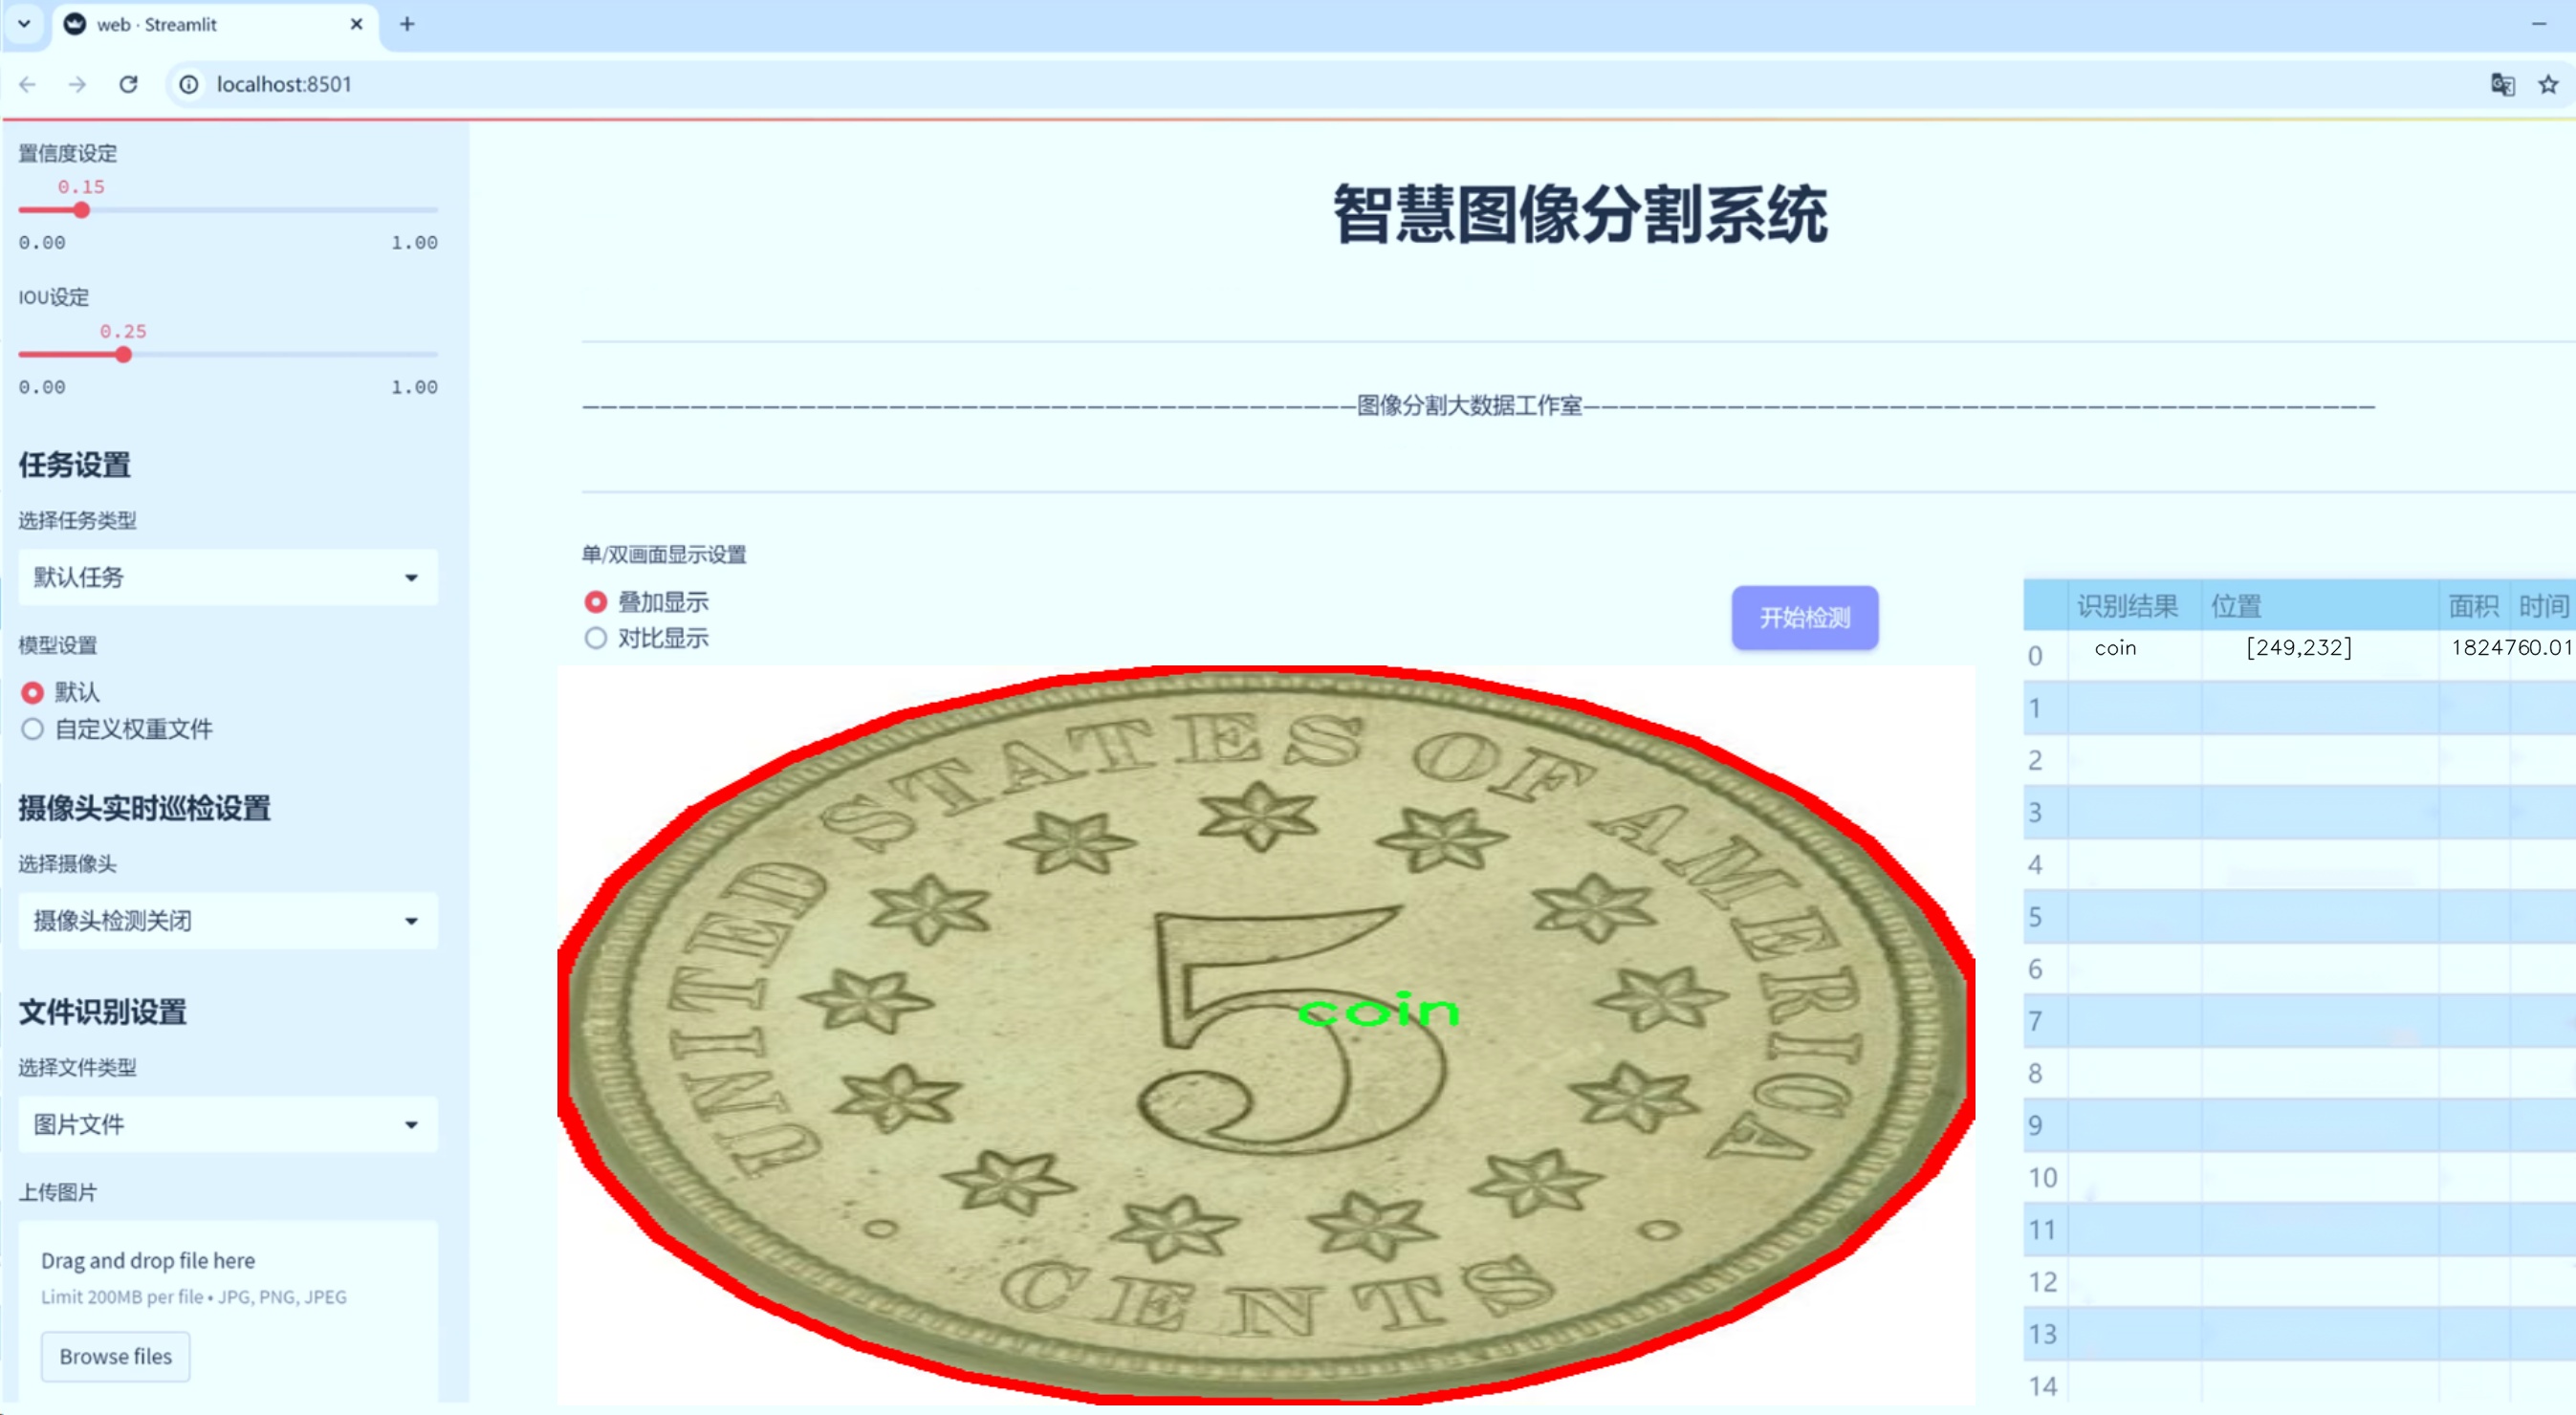 web · Streamlit
localhost:8501
置信度设定
0.15
0.00 1.00
IOU设定
0.25
0.00 1.00
任务设置
选择任务类型
默认任务
模型设置
默认
自定义权重文件
摄像头实时巡检设置
选择摄像头
摄像头检测关闭
文件识别设置
选择文件类型
图片文件
上传图片
Drag and drop file here
Limit 200MB per file • JPG, PNG, JPEG
Browse files
智慧图像分割系统
图像分割大数据工作室
单/双画面显示设置
叠加显示
对比显示
开始检测
UNITED STATES OF AMERICA
5
coin
CENTS
识别结果 位置 面积 时间
0 coin [249,232] 1824760.01
1
2
3
4
5
6
7
8
9
10
11
12
13
14